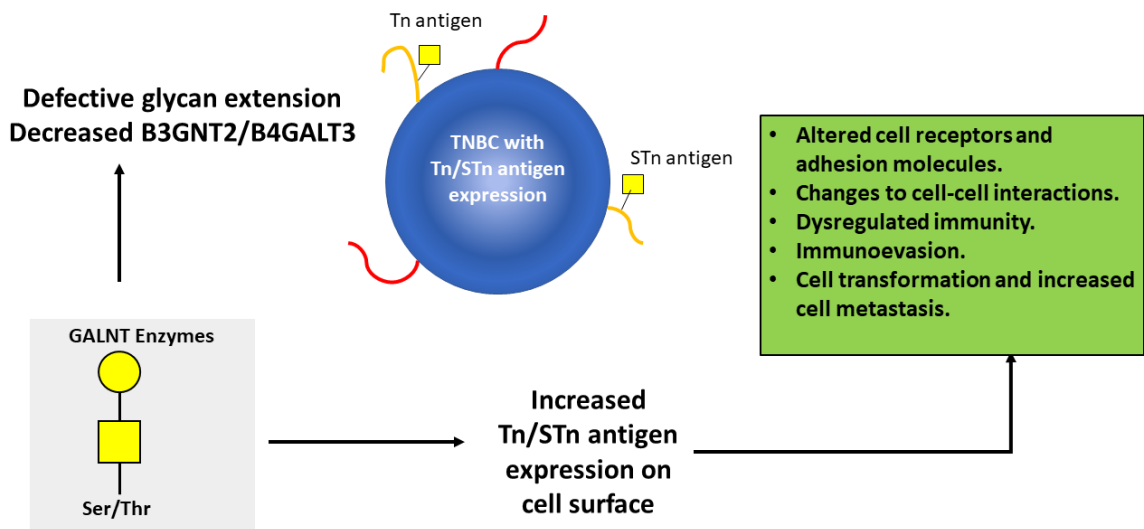 Tn antigen
Defective glycan extension
Decreased B3GNT2/B4GALT3
TNBC with
Tn/STn antigen
expression
STn antigen
• Altered cell receptors and
adhesion molecules.
• Changes to cell-cell interactions.
• Dysregulated immunity.
• Immunoevasion.
• Cell transformation and increased
cell metastasis.
GALNT Enzymes
Ser/Thr
Increased
Tn/STn antigen
expression on
cell surface